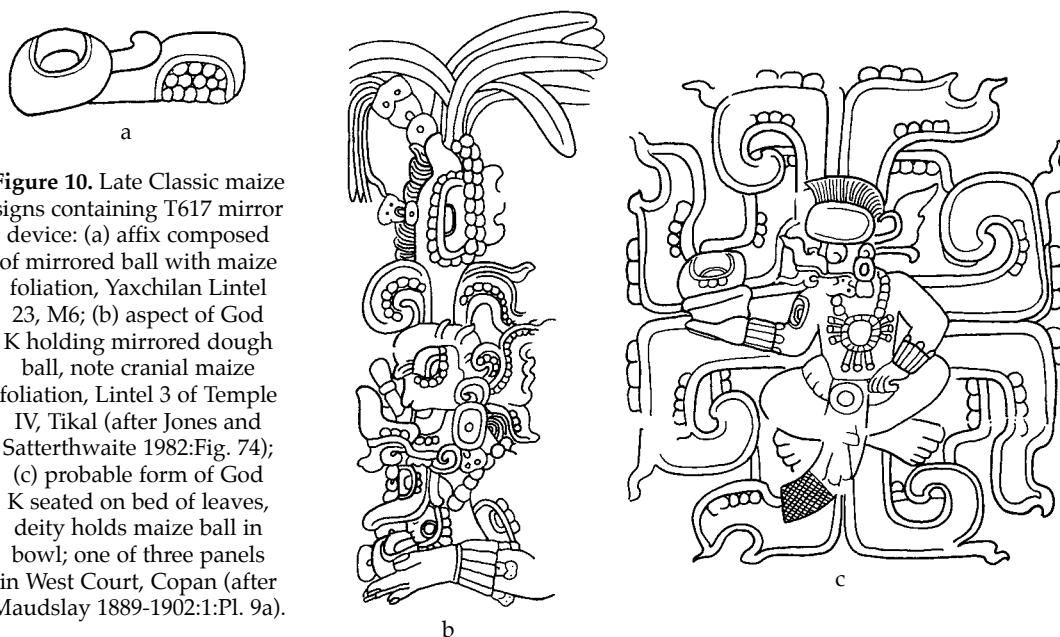 a
Figure 10. Late Classic maize
signs containing T617 mirror
device: (a) affix composed
of mirrored ball with maize
foliation, Yaxchilan Lintel
23, M6; (b) aspect of God
K holding mirrored dough
ball, note cranial maize
foliation, Lintel 3 of Temple
IV, Tikal (after Jones and
Satterthwaite 1982:Fig. 74);
(c) probable form of God
K seated on bed of leaves,
deity holds maize ball in
bowl; one of three panels
in West Court, Copan (after
Maudslay 1889-1902:1:Pl. 9a).
b
c